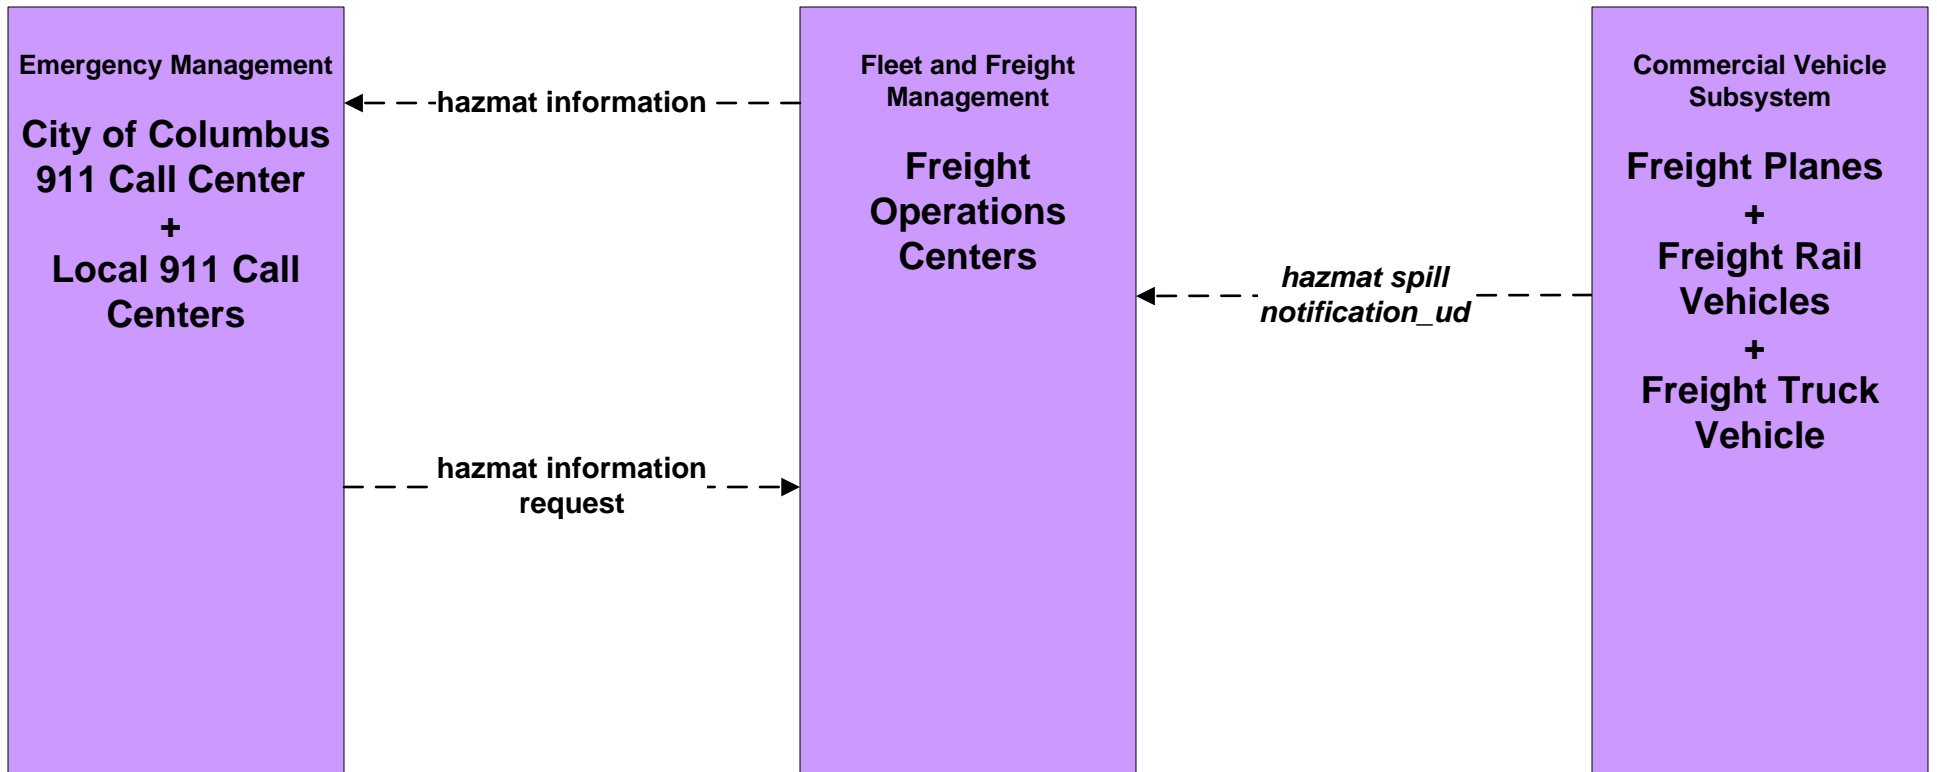 Emergency Management
City of Columbus
911 Call Center
+
Local 911 Call
Centers
hazmat information
hazmat information
request
Fleet and Freight
Management
Freight
Operations
Centers
hazmat spill
notification_ud
Commercial Vehicle
Subsystem
Freight Planes
+
Freight Rail
Vehicles
+
Freight Truck
Vehicle